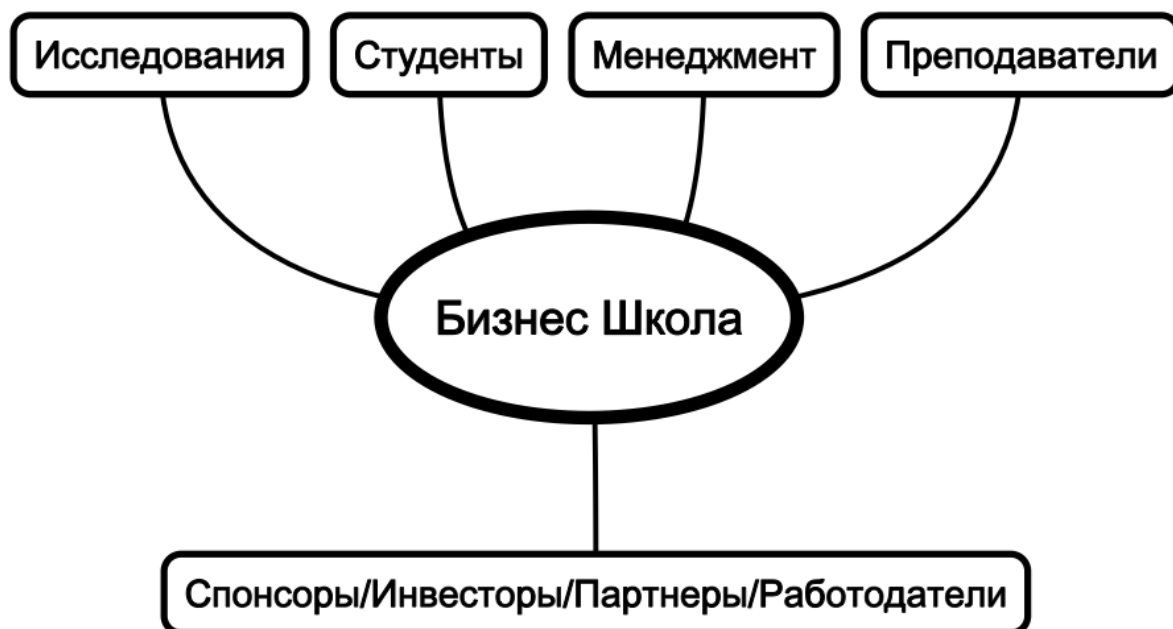 Исследования
Студенты
Менеджмент
Преподаватели
Бизнес Школа
Спонсоры/Инвесторы/Партнеры/Работодатели